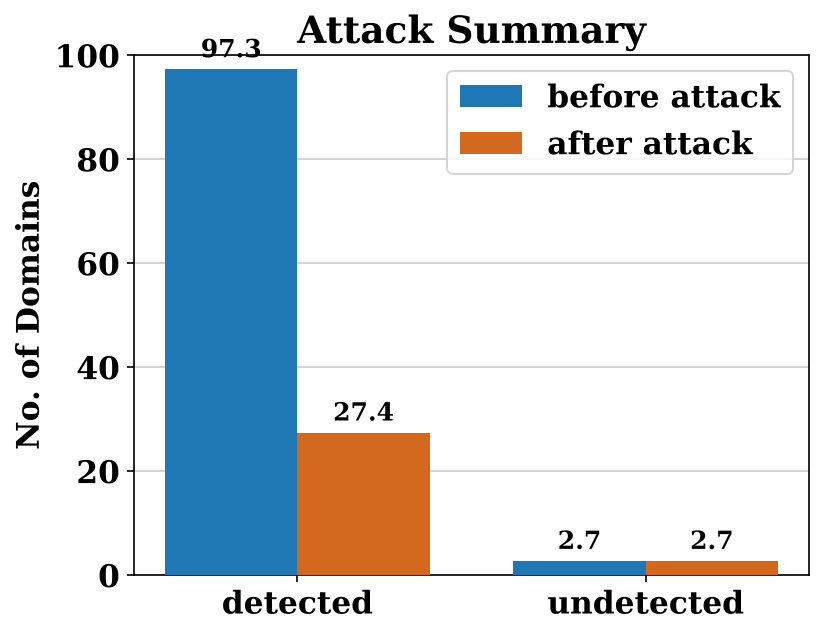 Attack Summary
100
80
60
40
20
0
No. of Domains
97.3
27.4
2.7
2.7
before attack
after attack
detected
undetected